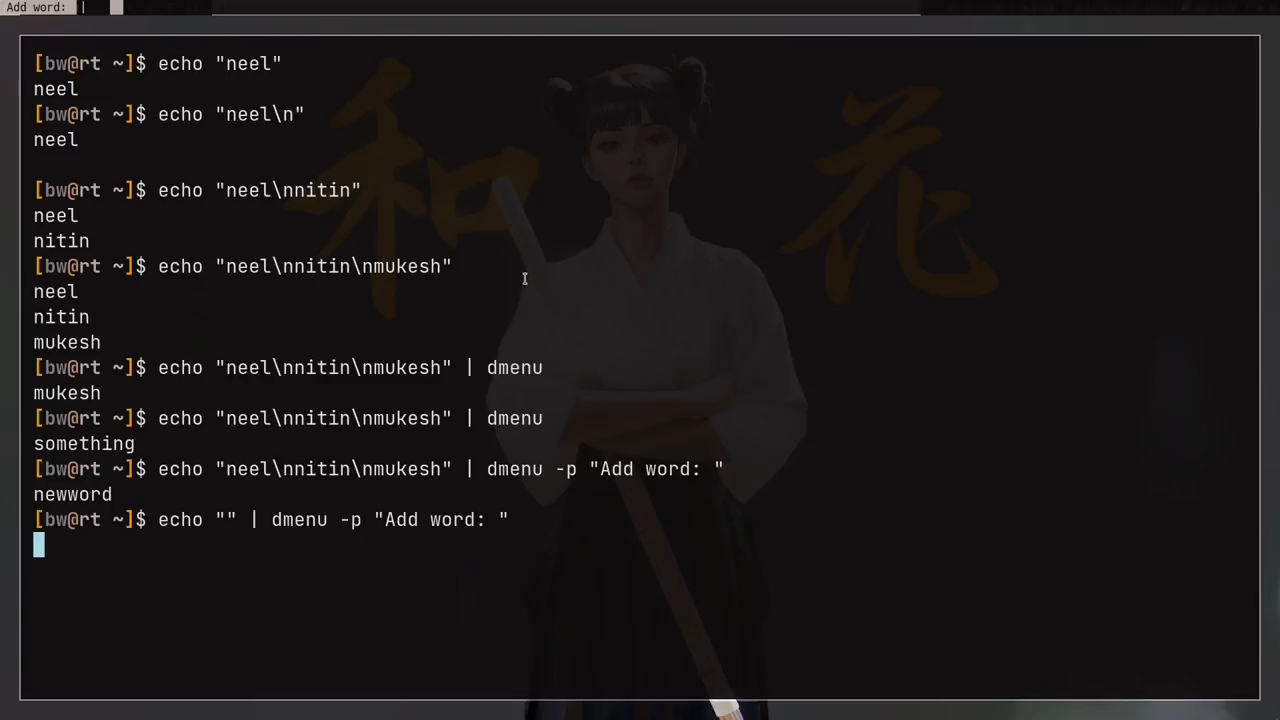 Add word:
[bw@rt ~]$ echo "neel"
neel
[bw@rt ~]$ echo "neel\n"
neel
[bw@rt ~]$ echo "neel\nnitin"
neel
nitin
[bw@rt ~]$ echo "neel\nnitin\nmukesh"
neel
nitin
mukesh
[bw@rt ~]$ echo "neel\nnitin\nmukesh" | dmenu
mukesh
[bw@rt ~]$ echo "neel\nnitin\nmukesh" | dmenu
something
[bw@rt ~]$ echo "neel\nnitin\nmukesh" | dmenu -p "Add word: "
newword
[bw@rt ~]$ echo "" | dmenu -p "Add word: "
和 花